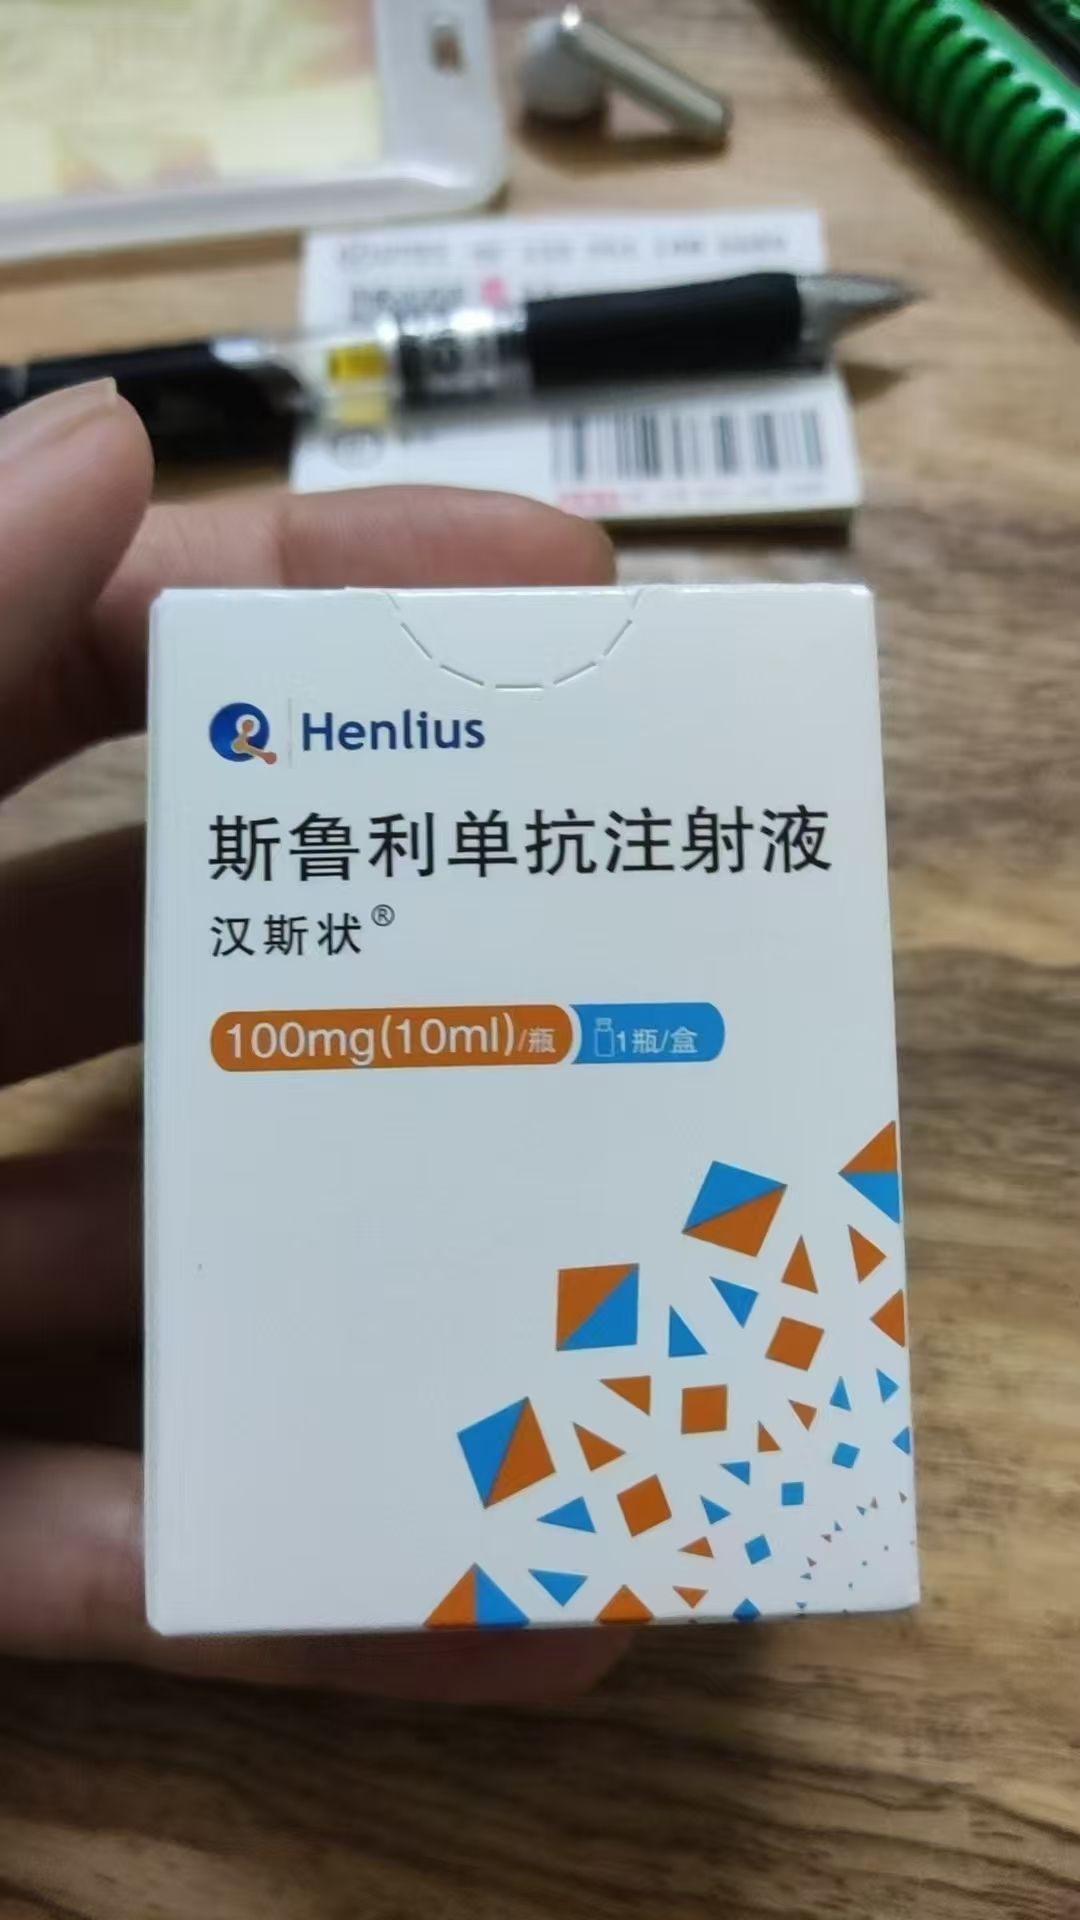 Henlius
斯鲁利单抗注射液
汉斯状®
100mg(10ml)/瓶 1瓶/盒